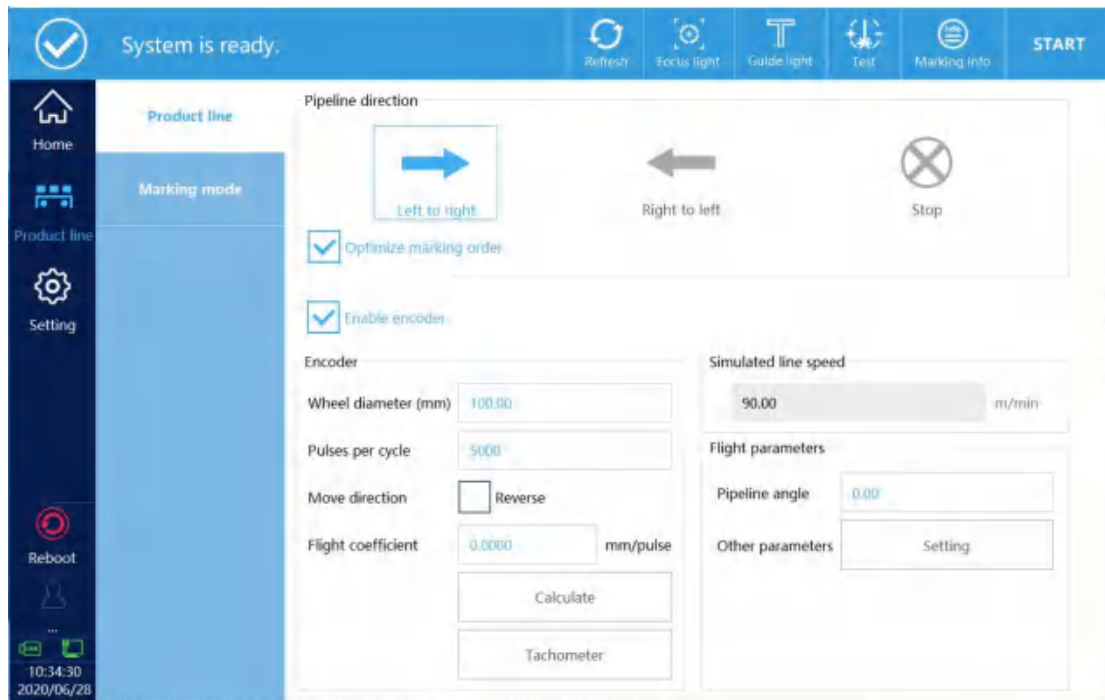 System is ready.
Refresh
Focus light
Guide light
Test
Marking info
START
Home
Product line
Setting
Reboot
...
10:34:30
2020/06/28
Product line
Marking mode
Pipeline direction
Left to right
Right to left
Stop
Optimize marking order
Enable encoder
Encoder
Wheel diameter (mm) 100.00
Pulses per cycle 5000
Move direction Reverse
Flight coefficient 0.0000 mm/pulse
Calculate
Tachometer
Simulated line speed
90.00 m/min
Flight parameters
Pipeline angle 0.00
Other parameters Setting